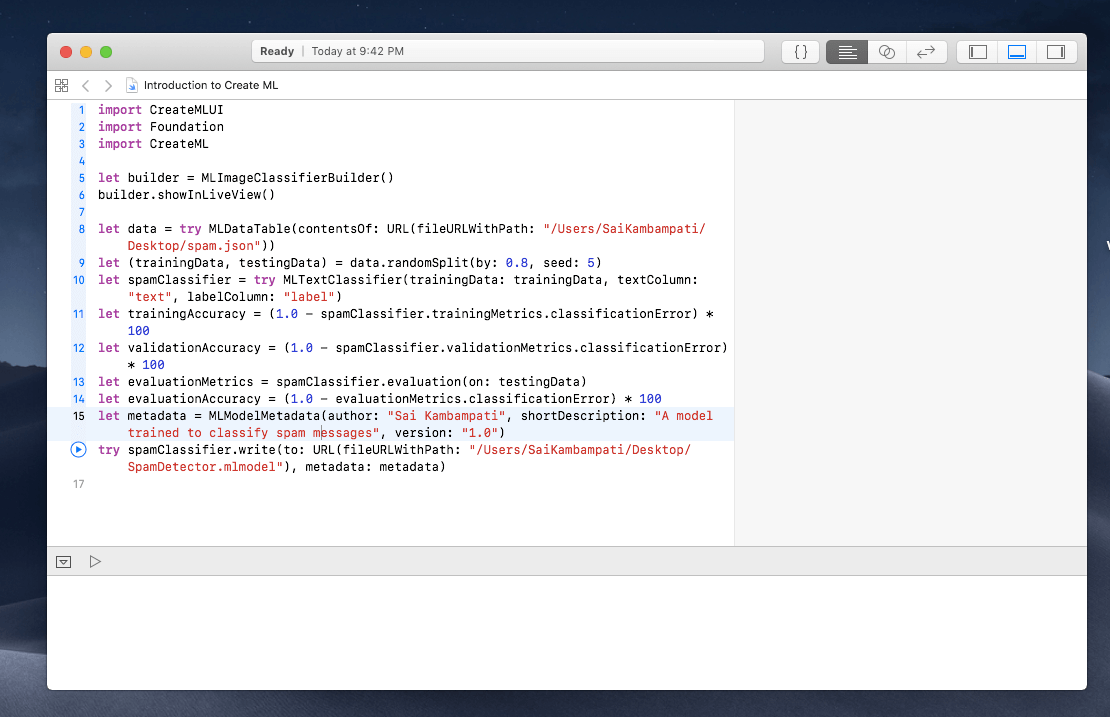 Ready | Today at 9:42 PM
{ }
Introduction to Create ML
1 import CreateMLUI
2 import Foundation
3 import CreateML
4
5 let builder = MLImageClassifierBuilder()
6 builder.showInLiveView()
7
8 let data = try MLDataTable(contentsOf: URL(fileURLWithPath: "/Users/SaiKambampati/
Desktop/spam.json"))
9 let (trainingData, testingData) = data.randomSplit(by: 0.8, seed: 5)
10 let spamClassifier = try MLTextClassifier(trainingData: trainingData, textColumn:
"text", labelColumn: "label")
11 let trainingAccuracy = (1.0 - spamClassifier.trainingMetrics.classificationError) *
100
12 let validationAccuracy = (1.0 - spamClassifier.validationMetrics.classificationError)
* 100
13 let evaluationMetrics = spamClassifier.evaluation(on: testingData)
14 let evaluationAccuracy = (1.0 - evaluationMetrics.classificationError) * 100
15 let metadata = MLModelMetadata(author: "Sai Kambampati", shortDescription: "A model
trained to classify spam messages", version: "1.0")
try spamClassifier.write(to: URL(fileURLWithPath: "/Users/SaiKambampati/Desktop/
SpamDetector.mlmodel"), metadata: metadata)
17